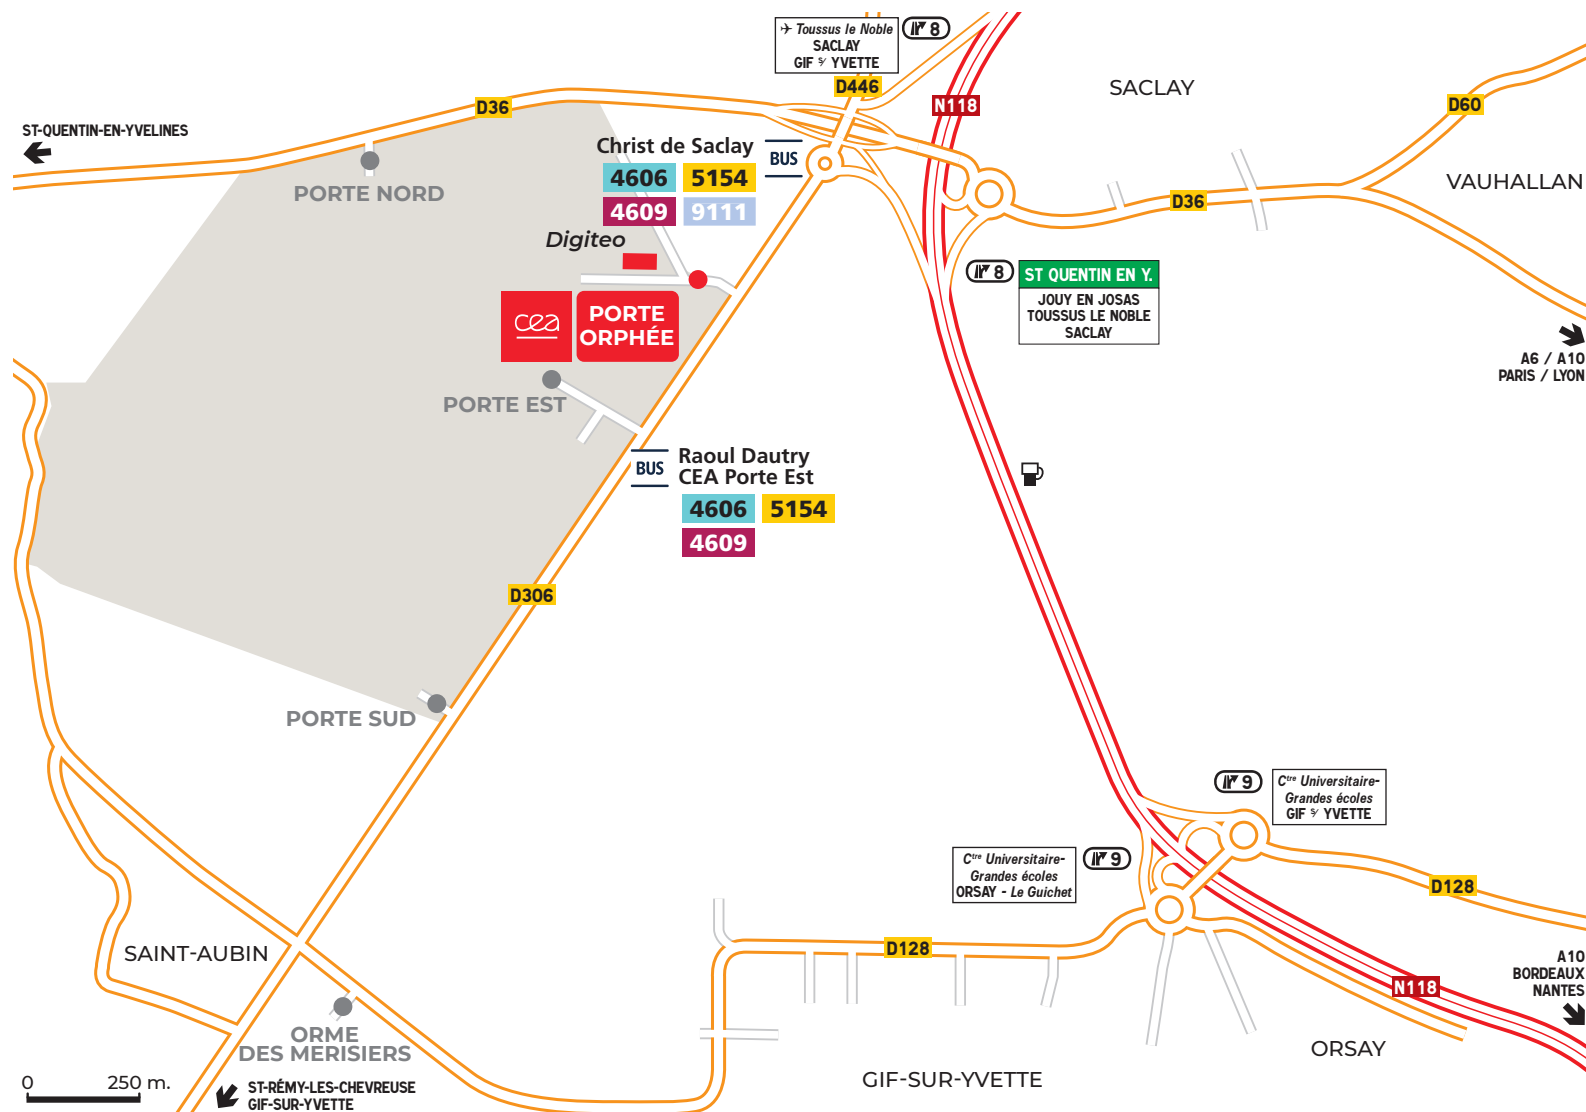 ✈ Toussus le Noble
SACLAY
GIF S/ YVETTE
8
D446
N118
SACLAY
D60
D36
ST-QUENTIN-EN-YVELINES
Christ de Saclay
BUS
4606 5154
4609 9111
PORTE NORD
VAUHALLAN
D36
Digiteo
8
ST QUENTIN EN Y.
JOUY EN JOSAS
TOUSSUS LE NOBLE
SACLAY
cea
PORTE
ORPHÉE
A6 / A10
PARIS / LYON
PORTE EST
BUS
Raoul Dautry
CEA Porte Est
4606 5154
4609
D306
PORTE SUD
9
Ctre Universitaire-
Grandes écoles
GIF S/ YVETTE
Ctre Universitaire-
Grandes écoles
ORSAY - Le Guichet
9
D128
D128
SAINT-AUBIN
A10
BORDEAUX
NANTES
N118
ORME
DES MERISIERS
ORSAY
GIF-SUR-YVETTE
0 250 m.
ST-RÉMY-LES-CHEVREUSE
GIF-SUR-YVETTE